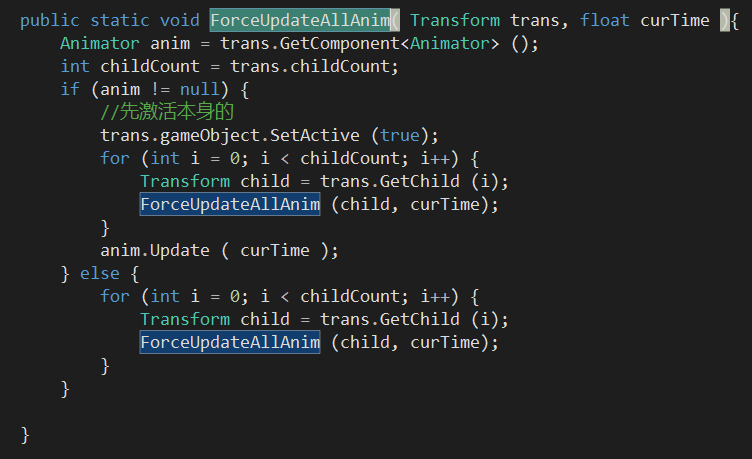 public static void ForceUpdateAllAnim( Transform trans, float curTime ){
    Animator anim = trans.GetComponent<Animator> ();
    int childCount = trans.childCount;
    if (anim != null) {
        //先激活本身的
        trans.gameObject.SetActive (true);
        for (int i = 0; i < childCount; i++) {
            Transform child = trans.GetChild (i);
            ForceUpdateAllAnim (child, curTime);
        }
        anim.Update ( curTime );
    } else {
        for (int i = 0; i < childCount; i++) {
            Transform child = trans.GetChild (i);
            ForceUpdateAllAnim (child, curTime);
        }
    }
}